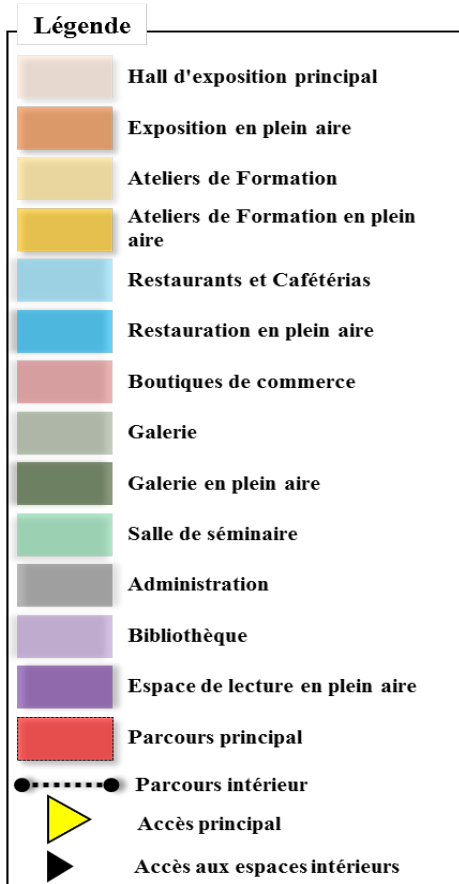 Légende
Hall d'exposition principal
Exposition en plein aire
Ateliers de Formation
Ateliers de Formation en plein
aire
Restaurants et Cafétérias
Restauration en plein aire
Boutiques de commerce
Galerie
Galerie en plein aire
Salle de séminaire
Administration
Bibliothèque
Espace de lecture en plein aire
Parcours principal
Parcours intérieur
Accès principal
Accès aux espaces intérieurs